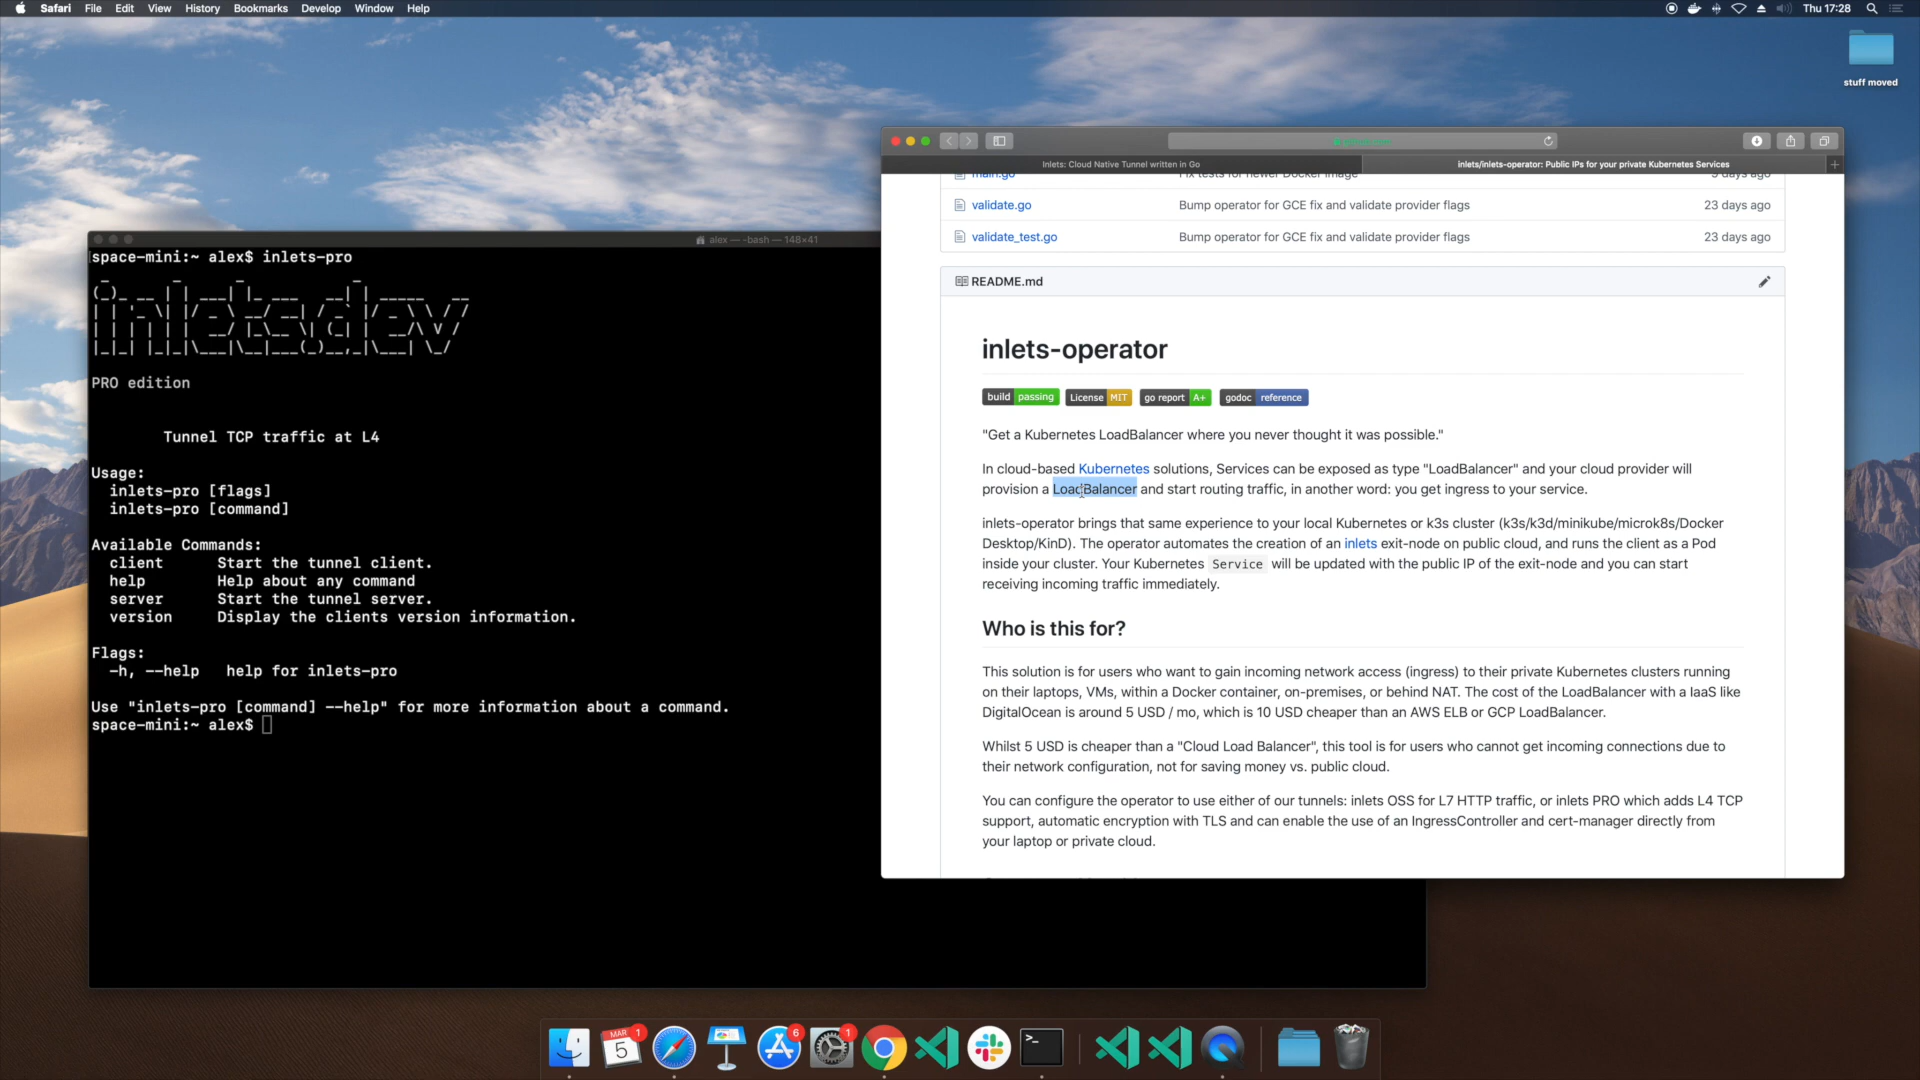 Safari File Edit View History Bookmarks Develop Window Help
Thu 17:28
stuff moved
alex — -bash — 148×41
space-mini:~ alex$ inlets-pro
PRO edition
Tunnel TCP traffic at L4
Usage:
inlets-pro [flags]
inlets-pro [command]
Available Commands:
client Start the tunnel client.
help Help about any command
server Start the tunnel server.
version Display the clients version information.
Flags:
-h, --help help for inlets-pro
Use "inlets-pro [command] --help" for more information about a command.
space-mini:~ alex$
Inlets: Cloud Native Tunnel written in Go
inlets/inlets-operator: Public IPs for your private Kubernetes Services
main.go Fix tests for newer Docker image 9 days ago
validate.go Bump operator for GCE fix and validate provider flags 23 days ago
validate_test.go Bump operator for GCE fix and validate provider flags 23 days ago
README.md
inlets-operator
build passing License MIT go report A+ godoc reference
"Get a Kubernetes LoadBalancer where you never thought it was possible."
In cloud-based Kubernetes solutions, Services can be exposed as type "LoadBalancer" and your cloud provider will
provision a LoadBalancer and start routing traffic, in another word: you get ingress to your service.
inlets-operator brings that same experience to your local Kubernetes or k3s cluster (k3s/k3d/minikube/microk8s/Docker
Desktop/KinD). The operator automates the creation of an inlets exit-node on public cloud, and runs the client as a Pod
inside your cluster. Your Kubernetes Service will be updated with the public IP of the exit-node and you can start
receiving incoming traffic immediately.
Who is this for?
This solution is for users who want to gain incoming network access (ingress) to their private Kubernetes clusters running
on their laptops, VMs, within a Docker container, on-premises, or behind NAT. The cost of the LoadBalancer with a IaaS like
DigitalOcean is around 5 USD / mo, which is 10 USD cheaper than an AWS ELB or GCP LoadBalancer.
Whilst 5 USD is cheaper than a "Cloud Load Balancer", this tool is for users who cannot get incoming connections due to
their network configuration, not for saving money vs. public cloud.
You can configure the operator to use either of our tunnels: inlets OSS for L7 HTTP traffic, or inlets PRO which adds L4 TCP
support, automatic encryption with TLS and can enable the use of an IngressController and cert-manager directly from
your laptop or private cloud.
MAR 1
5
6
1